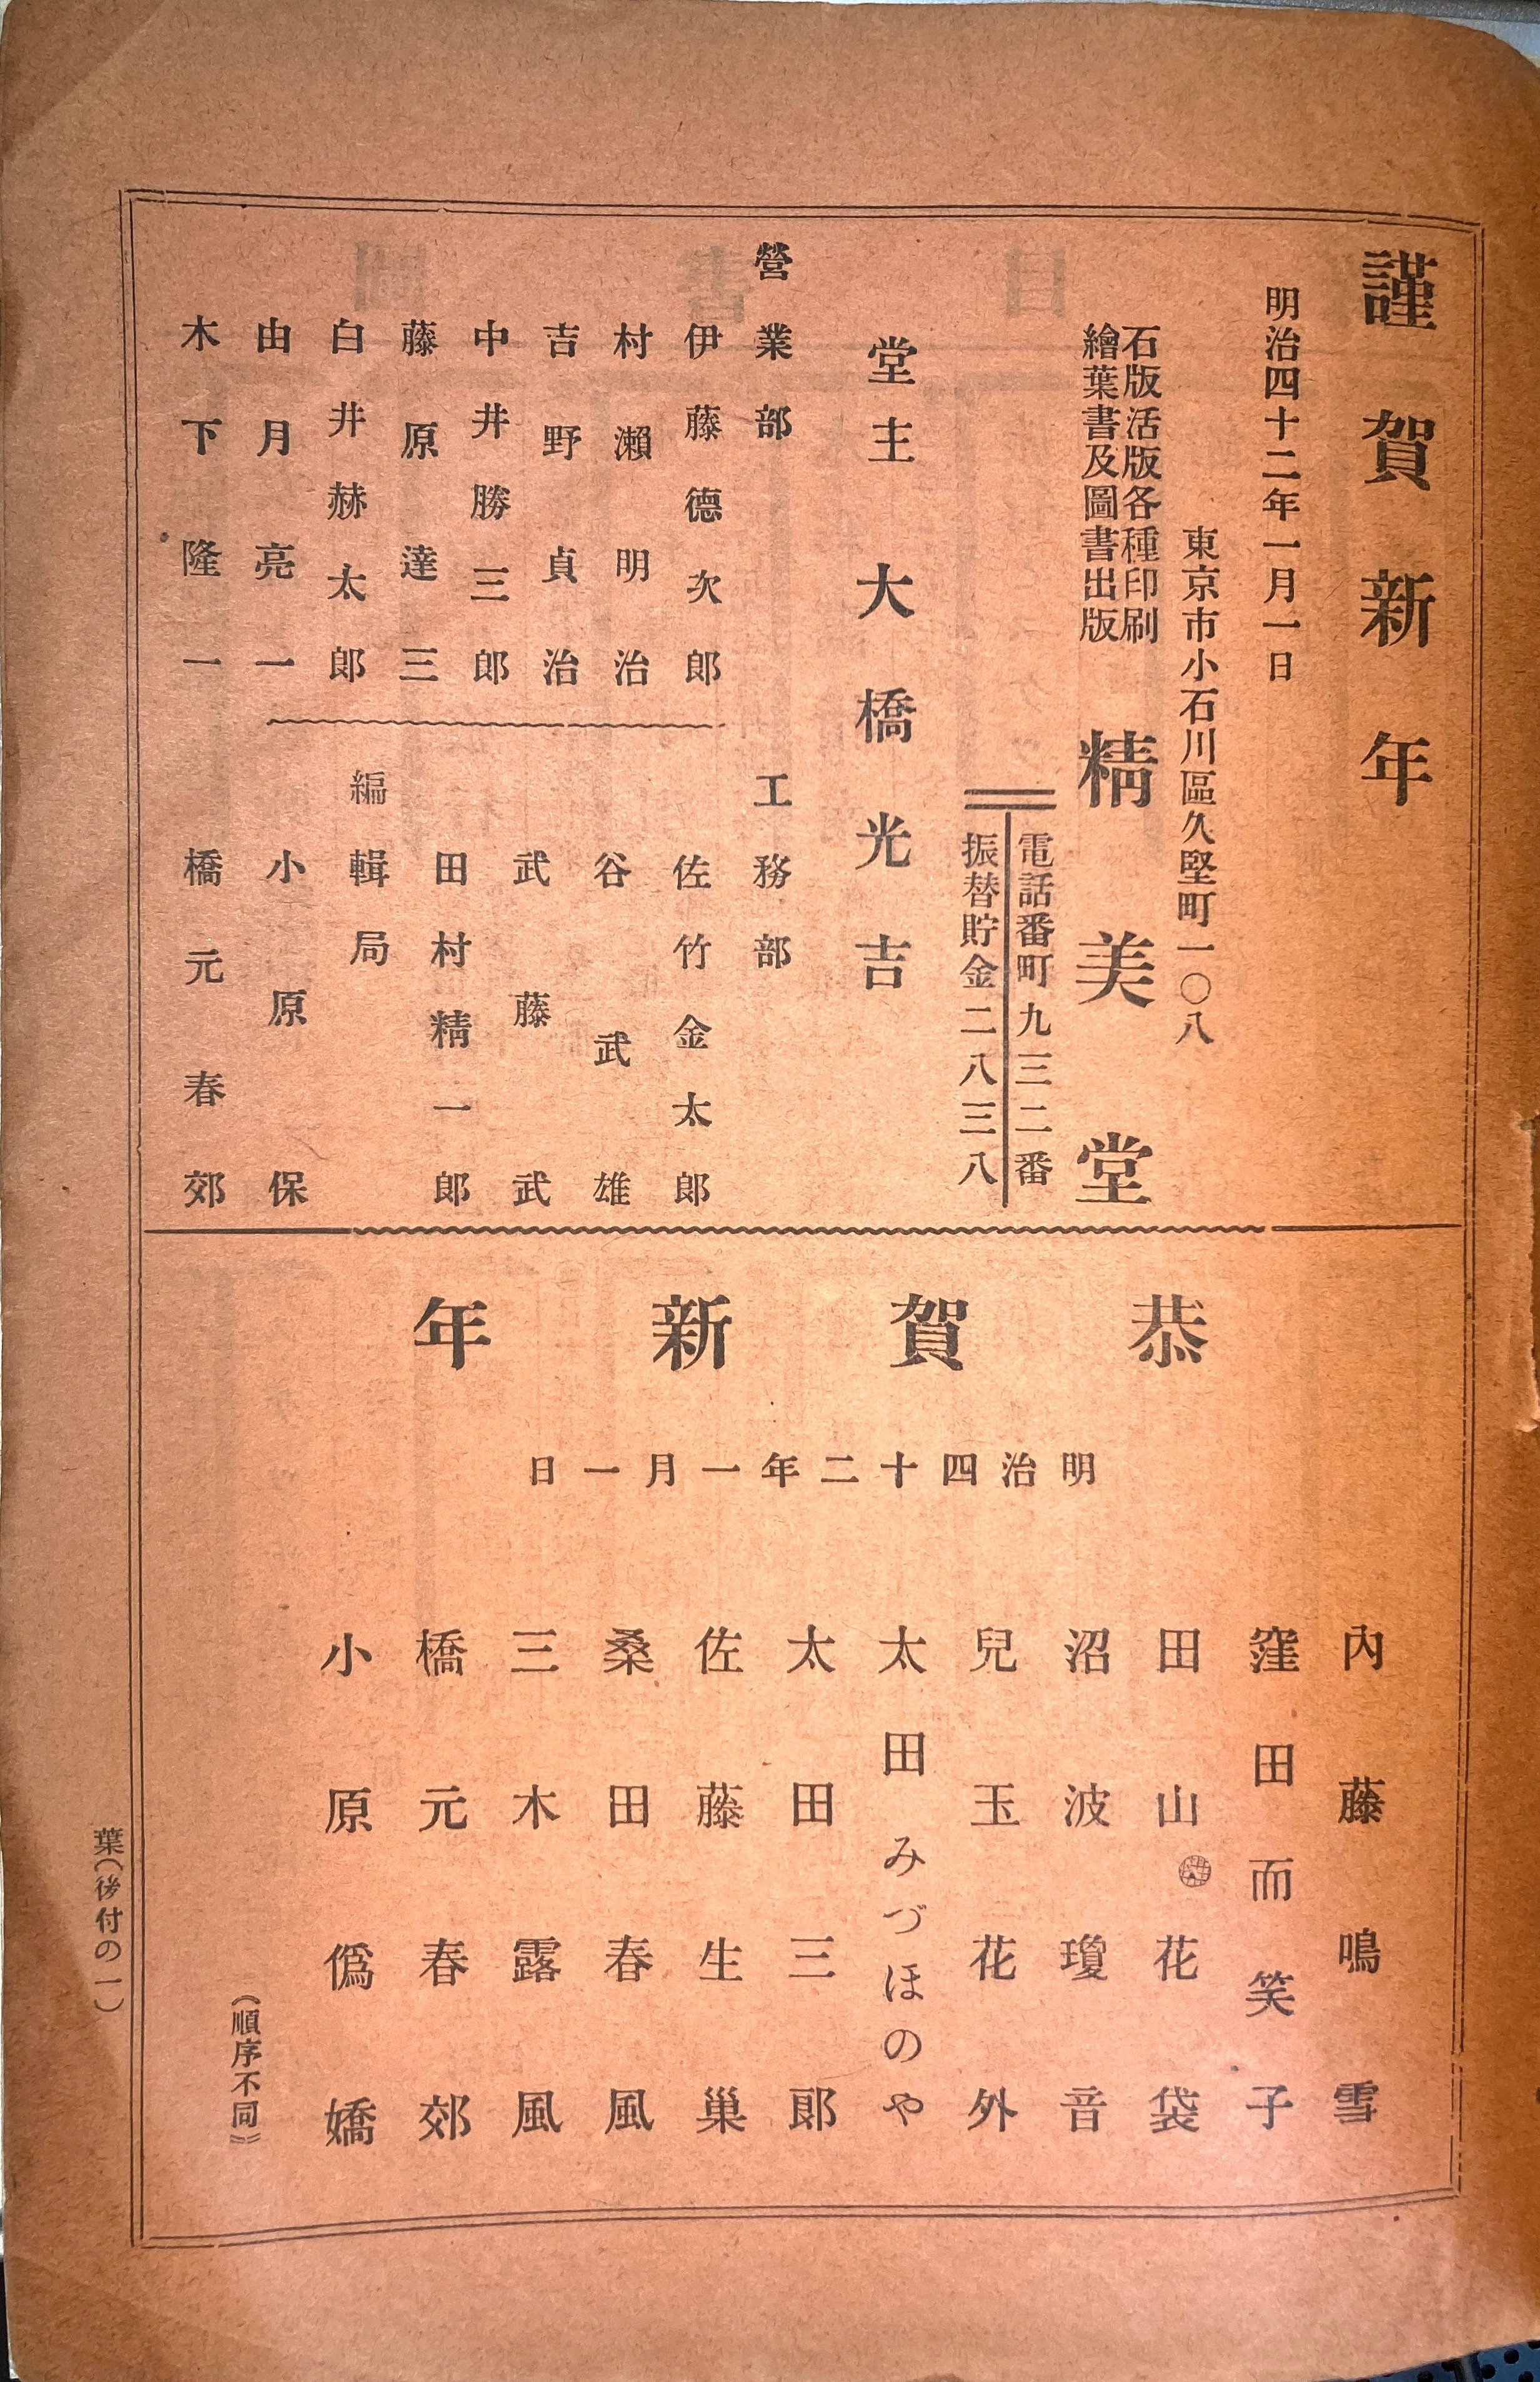 謹賀新年
明治四十二年一月一日
東京市小石川區久堅町一〇八
石版活版各種印刷
繪葉書及圖書出版
精美堂
電話番町九三二番
振替貯金二八三八
堂主 大橋光吉
營業部
伊藤德次郎
村瀨明治
吉野貞治
中井勝三郎
藤原達三
白井赫太郎
由月亮一
木下隆一
工務部
佐竹金太郎
谷武雄
武藤武
田村精一郎
編輯局
小原保
橋元春郊
恭賀新年
明治四十二年一月一日
內藤鳴雪
窪田而笑子
田山花袋
沼波瓊音
兒玉花外
太田みづほのや
太田三郎
佐藤生巢
桑田春風
三木露風
橋元春郊
小原僞嬌
(順序不同)
葉(後付の一)